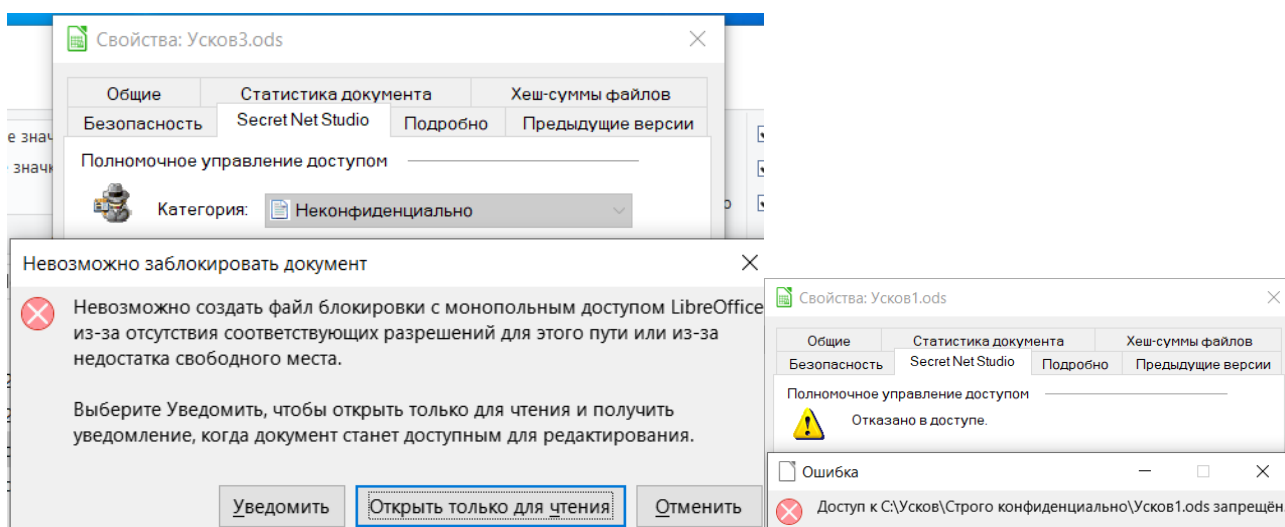 Свойства: Усков3.ods
Общие
Статистика документа
Хеш-суммы файлов
Безопасность
Secret Net Studio
Подробно
Предыдущие версии
е знач
значк
Полномочное управление доступом
Категория:
Неконфиденциально
Невозможно заблокировать документ
Невозможно создать файл блокировки с монопольным доступом LibreOffice
из-за отсутствия соответствующих разрешений для этого пути или из-за
недостатка свободного места.
Выберите Уведомить, чтобы открыть только для чтения и получить
уведомление, когда документ станет доступным для редактирования.
Уведомить
Открыть только для чтения
Отменить
Свойства: Усков1.ods
Общие
Статистика документа
Хеш-суммы файлов
Безопасность
Secret Net Studio
Подробно
Предыдущие версии
Полномочное управление доступом
Отказано в доступе.
Ошибка
Доступ к C:\Усков\Строго конфиденциально\Усков1.ods запрещён